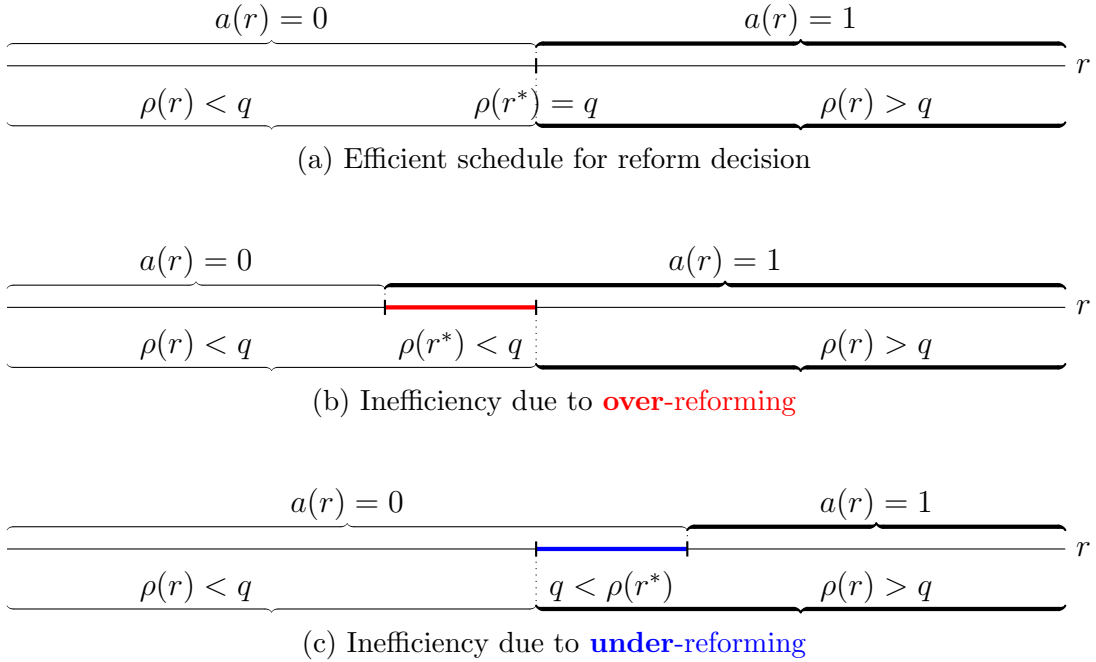 a(r) = 0 a(r) = 1
r
ρ(r) < q ρ(r*) = q ρ(r) > q
(a) Efficient schedule for reform decision
a(r) = 0 a(r) = 1
r
ρ(r) < q ρ(r*) < q ρ(r) > q
(b) Inefficiency due to over-reforming
a(r) = 0 a(r) = 1
r
ρ(r) < q q < ρ(r*) ρ(r) > q
(c) Inefficiency due to under-reforming